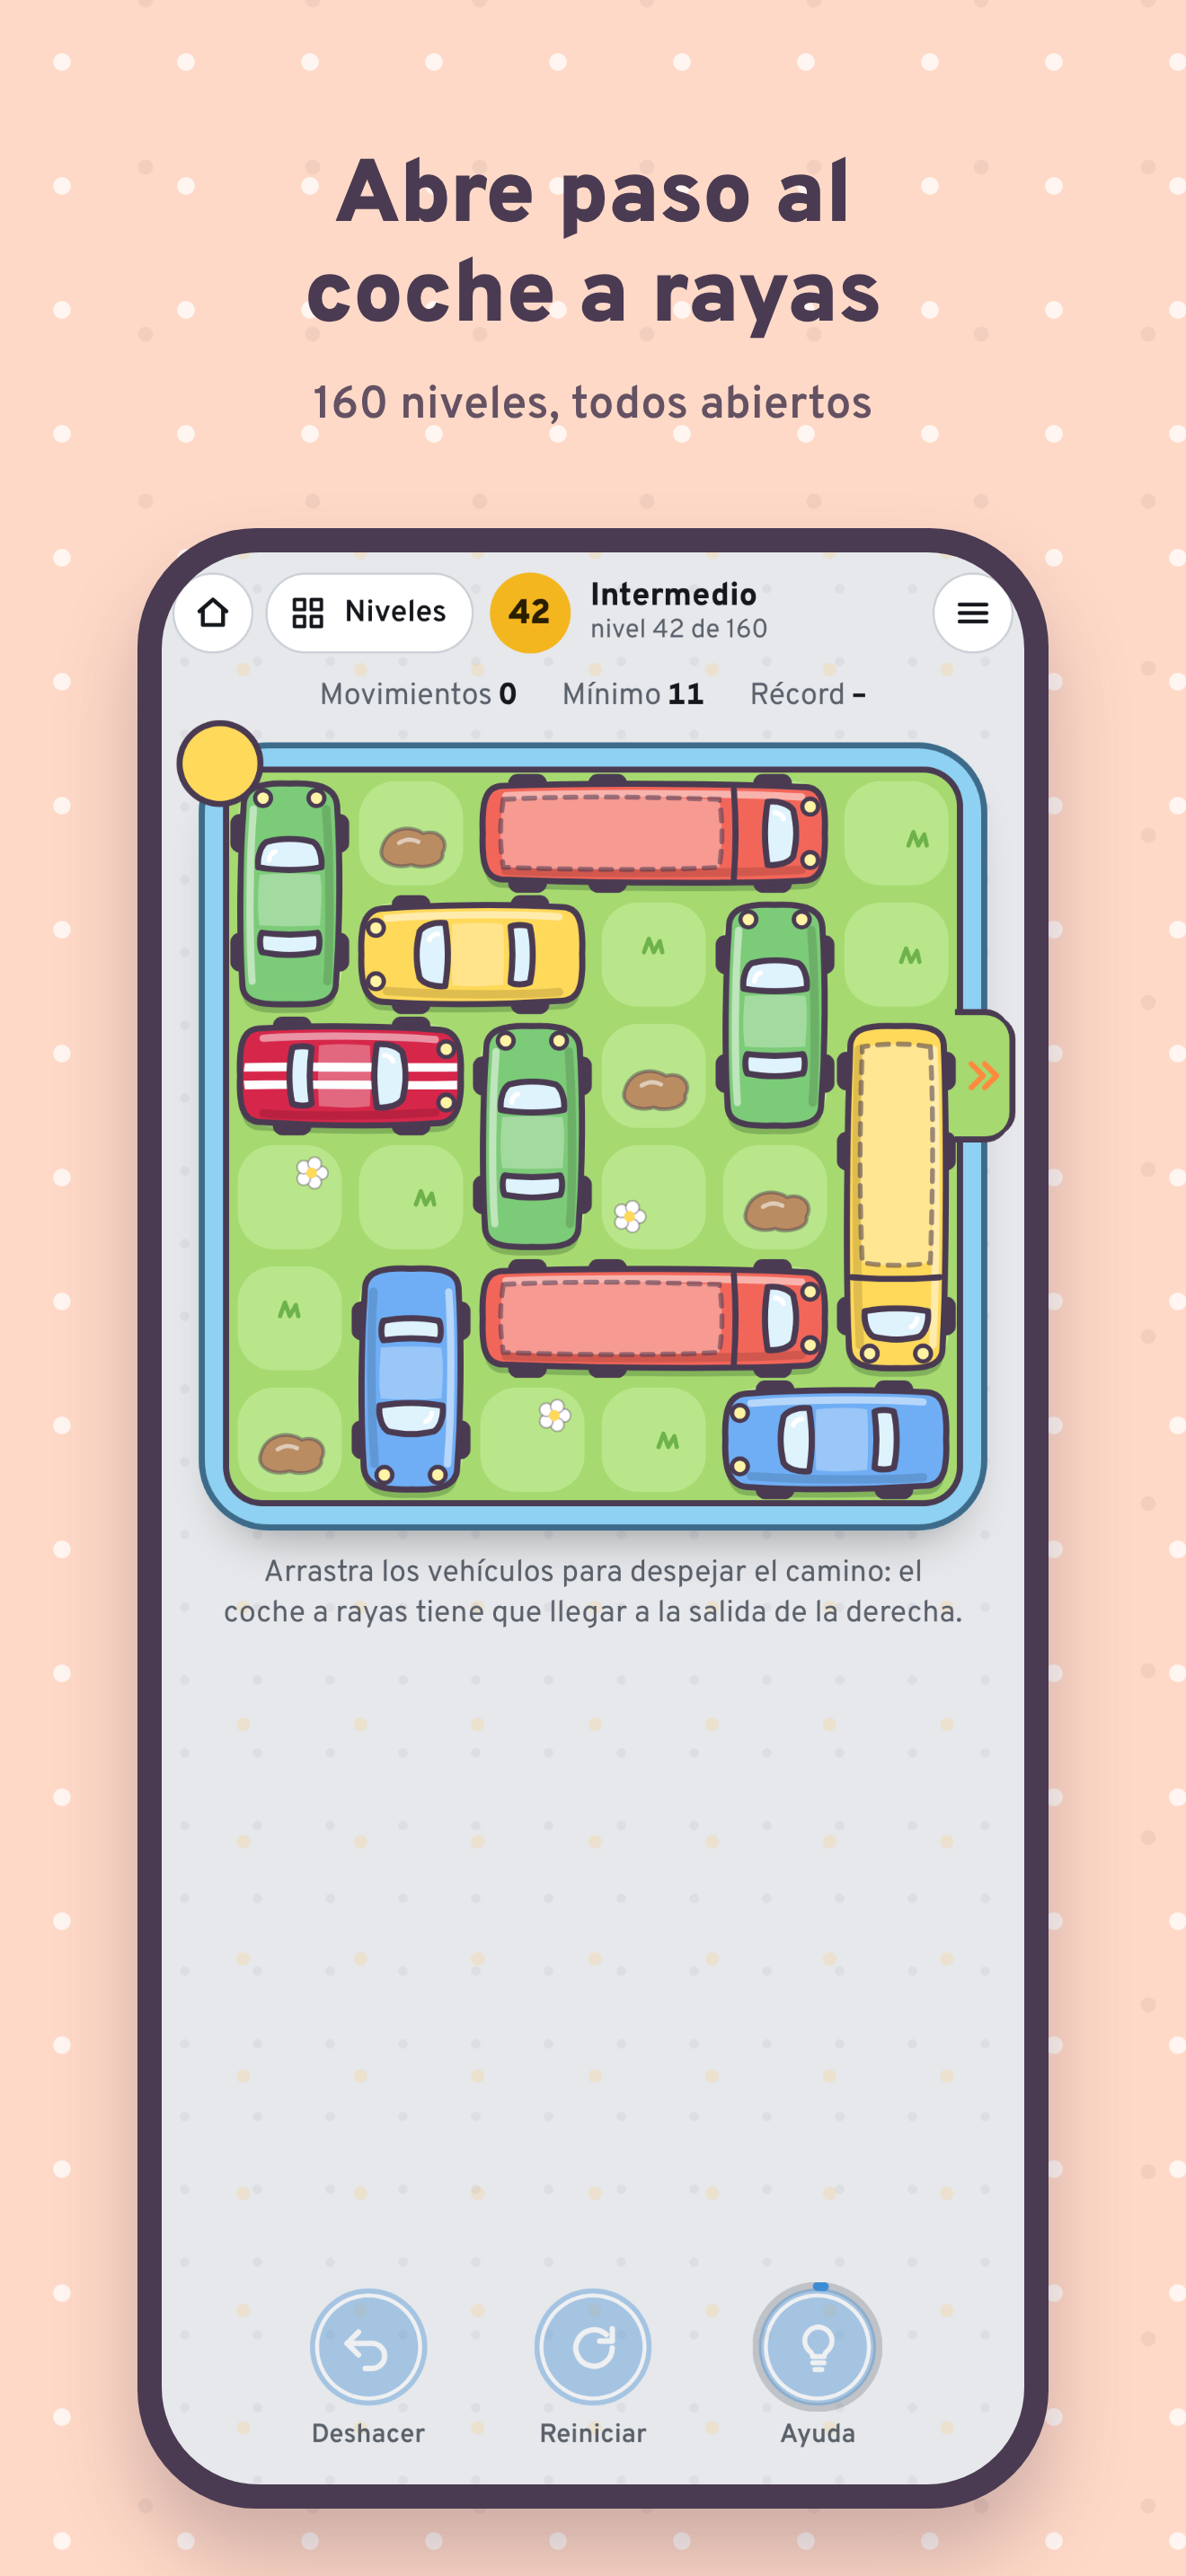 Abre paso al
coche a rayas
160 niveles, todos abiertos
Niveles
42
Intermedio
nivel 42 de 160
Movimientos 0 Mínimo 11 Récord –
Arrastra los vehículos para despejar el camino: el
coche a rayas tiene que llegar a la salida de la derecha.
Deshacer
Reiniciar
Ayuda